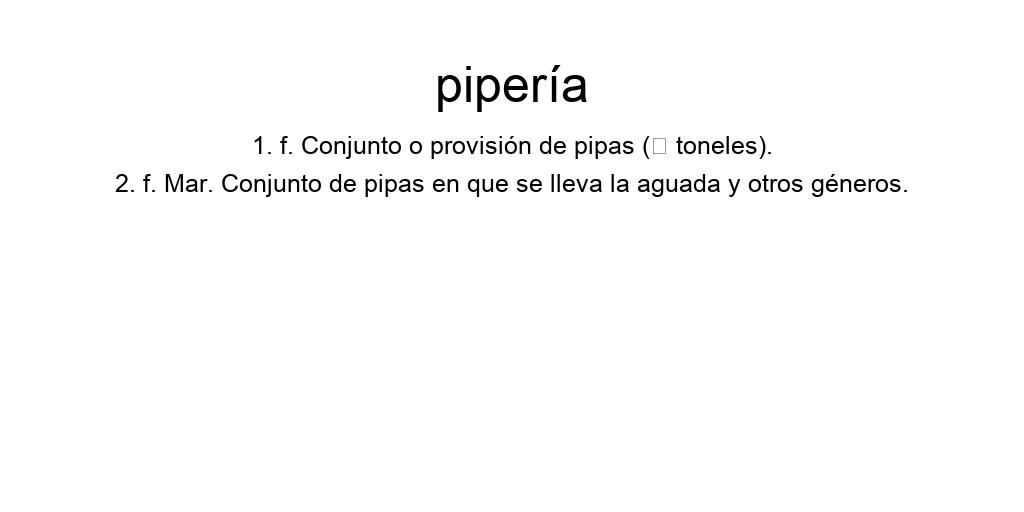 pipería
1. f. Conjunto o provisión de pipas (□ toneles).
2. f. Mar. Conjunto de pipas en que se lleva la aguada y otros géneros.